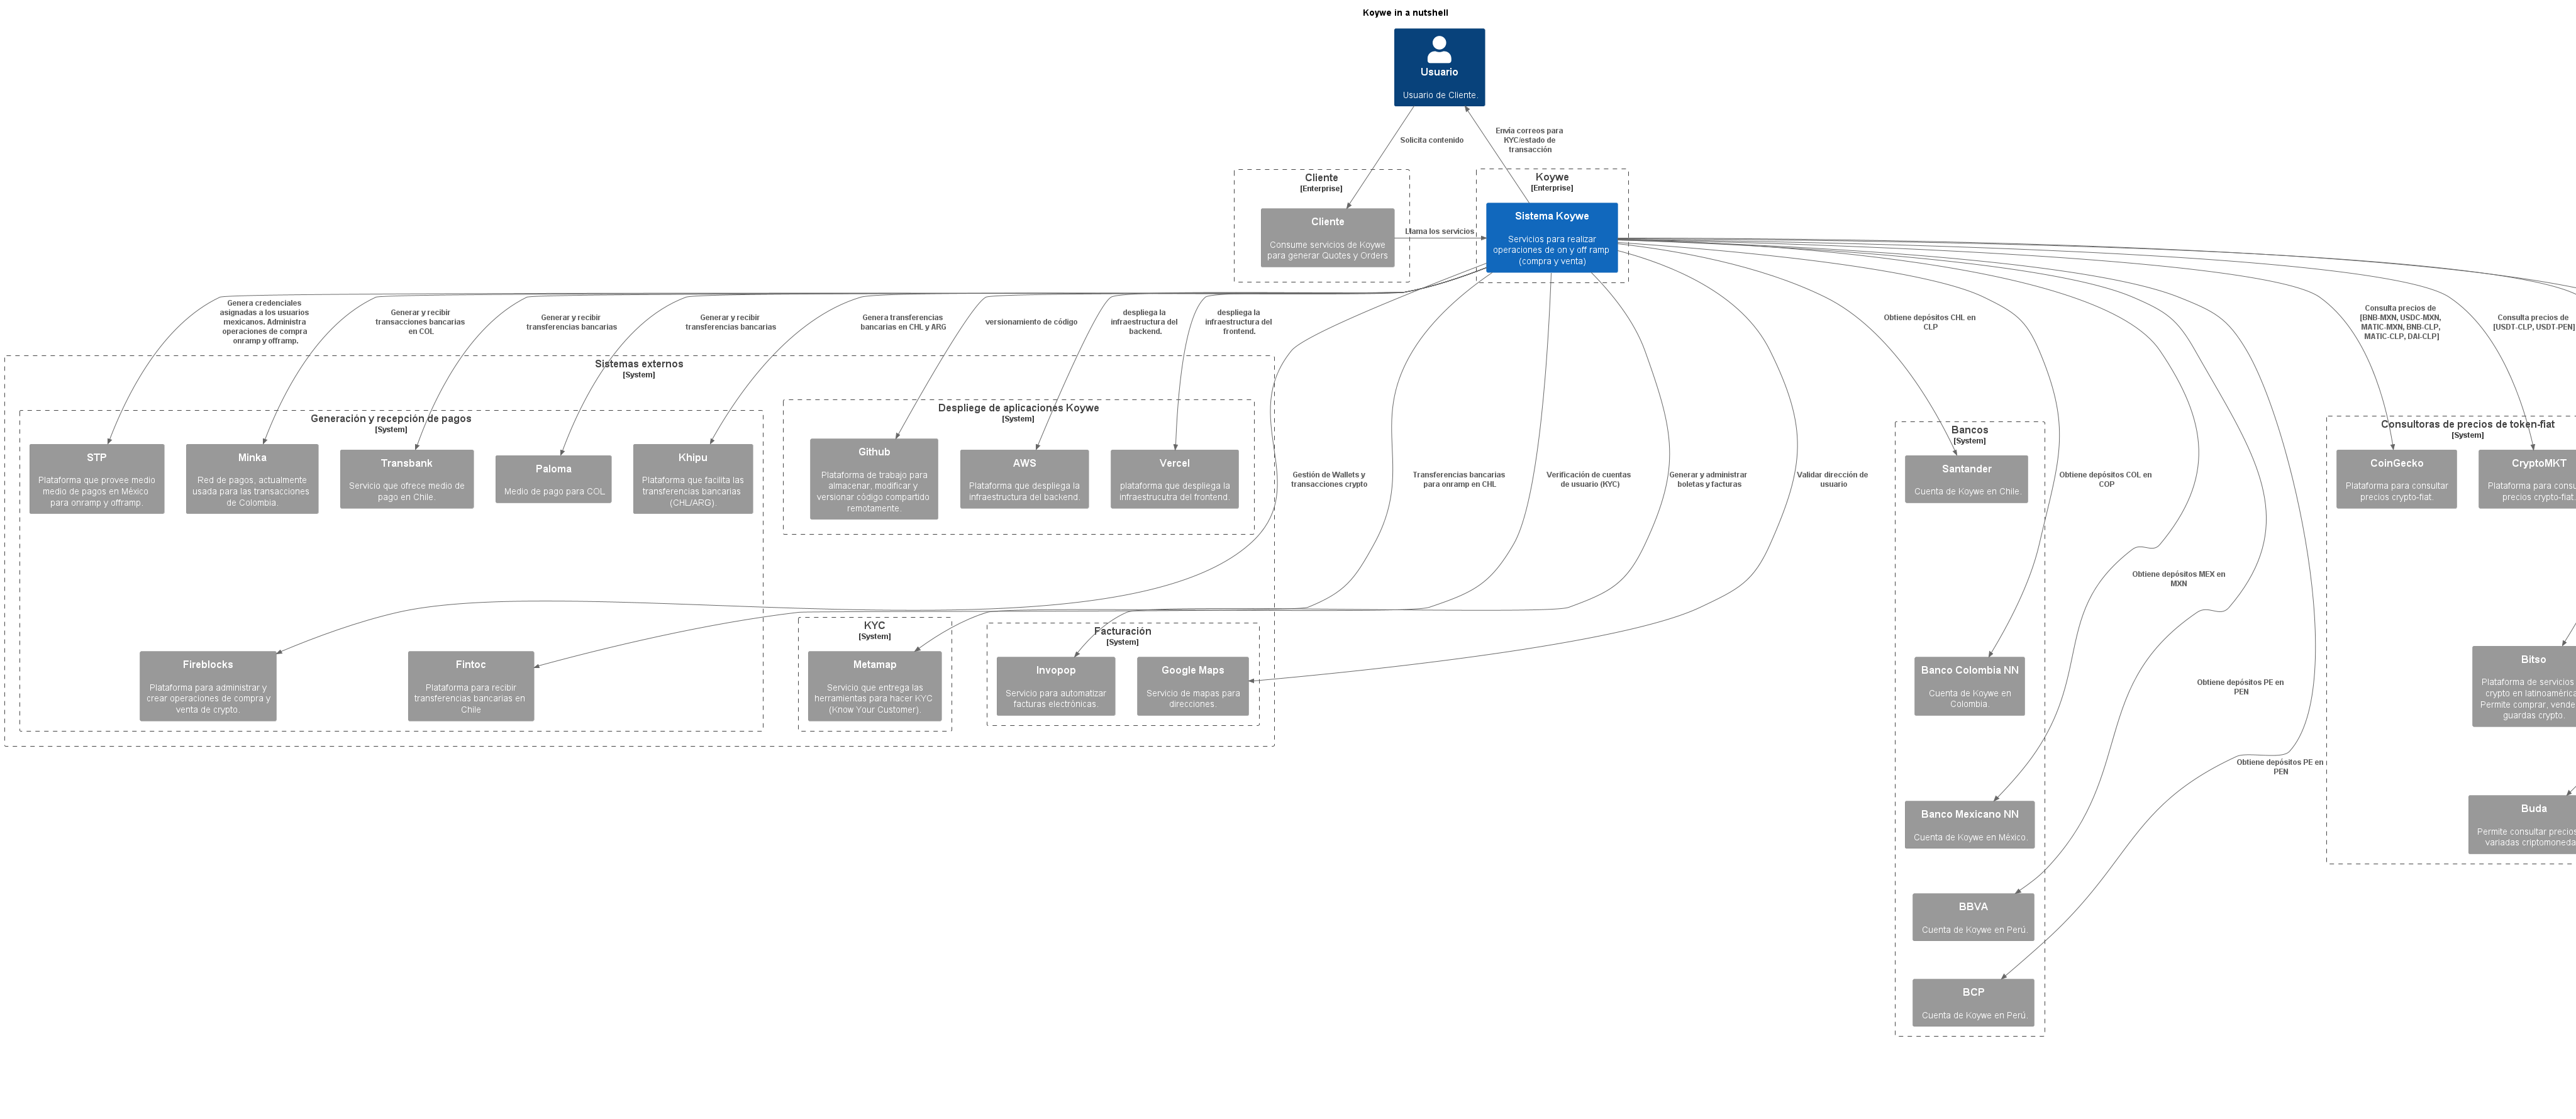 Koywe in a nutshell
Usuario
Usuario de Cliente.
Solicita contenido
Envía correos para
KYC/estado de
transacción
Cliente
[Enterprise]
Cliente
Consume servicios de Koywe
para generar Quotes y Orders
Llama los servicios
Koywe
[Enterprise]
Sistema Koywe
Servicios para realizar
operaciones de on y off ramp
(compra y venta)
Genera credenciales
asignadas a los usuarios
mexicanos. Administra
operaciones de compra
onramp y offramp.
Generar y recibir
transacciones bancarias
en COL
Generar y recibir
transferencias bancarias
Generar y recibir
transferencias bancarias
Genera transferencias
bancarias en CHL y ARG
versionamiento de código
despliega la
infraestructura del
backend.
despliega la
infraestructura del
frontend.
Obtiene depósitos CHL en
CLP
Consulta precios de
[BNB-MXN, USDC-MXN,
MATIC-MXN, BNB-CLP,
MATIC-CLP, DAI-CLP]
Consulta precios de
[USDT-CLP, USDT-PEN]
Sistemas externos
[System]
Generación y recepción de pagos
[System]
STP
Plataforma que provee medio
medio de pagos en México
para onramp y offramp.
Minka
Red de pagos, actualmente
usada para las transacciones
de Colombia.
Transbank
Servicio que ofrece medio de
pago en Chile.
Paloma
Medio de pago para COL.
Khipu
Plataforma que facilita las
transferencias bancarias
(CHL/ARG).
Despliege de aplicaciones Koywe
[System]
Github
Plataforma de trabajo para
almacenar, modificar y
versionar código compartido
remotamente.
AWS
Plataforma que despliega la
infraestructura del backend.
Vercel
plataforma que despliega la
infraestrucutra del frontend.
Gestión de Wallets y
transacciones crypto
Transferencias bancarias
para onramp en CHL
Verificación de cuentas
de usuario (KYC)
Generar y administrar
boletas y facturas
Validar dirección de
usuario
Bancos
[System]
Santander
Cuenta de Koywe en Chile.
Obtiene depósitos COL en
COP
Consultoras de precios de token-fiat
[System]
CoinGecko
Plataforma para consultar
precios crypto-fiat.
CryptoMKT
Plataforma para consu
precios crypto-fiat.
Obtiene depósitos MEX en
MXN
Fireblocks
Plataforma para administrar y
crear operaciones de compra y
venta de crypto.
Fintoc
Plataforma para recibir
transferencias bancarias en
Chile
KYC
[System]
Metamap
Servicio que entrega las
herramientas para hacer KYC
(Know Your Customer).
Facturación
[System]
Invopop
Servicio para automatizar
facturas electrónicas.
Google Maps
Servicio de mapas para
direcciones.
Banco Colombia NN
Cuenta de Koywe en
Colombia.
Obtiene depósitos PE en
PEN
Bitso
Plataforma de servicios
crypto en latinoamérica
Permite comprar, vende
guardas crypto.
Obtiene depósitos PE en
PEN
Banco Mexicano NN
Cuenta de Koywe en México.
Buda
Permite consultar precios
variadas criptomoneda
BBVA
Cuenta de Koywe en Perú.
BCP
Cuenta de Koywe en Perú.